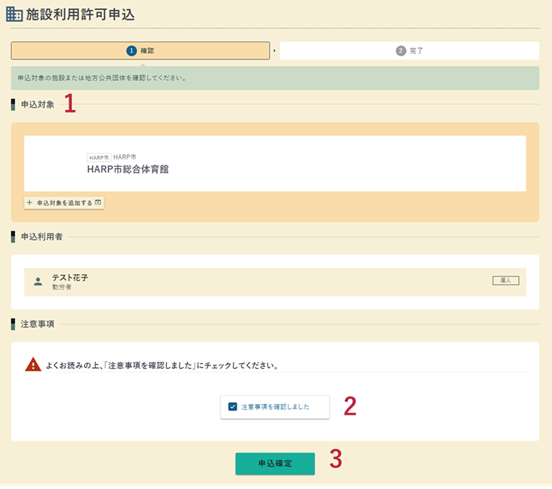 施設利用許可申込
1 確認
2 完了
申込対象の施設または地方公共団体を確認してください。
申込対象 1
HARP市 HARP市
HARP市総合体育館
+ 申込対象を追加する
申込利用者
テスト花子
勤労者
個人
注意事項
よくお読みの上、「注意事項を確認しました」にチェックしてください。
注意事項を確認しました 2
申込確定 3